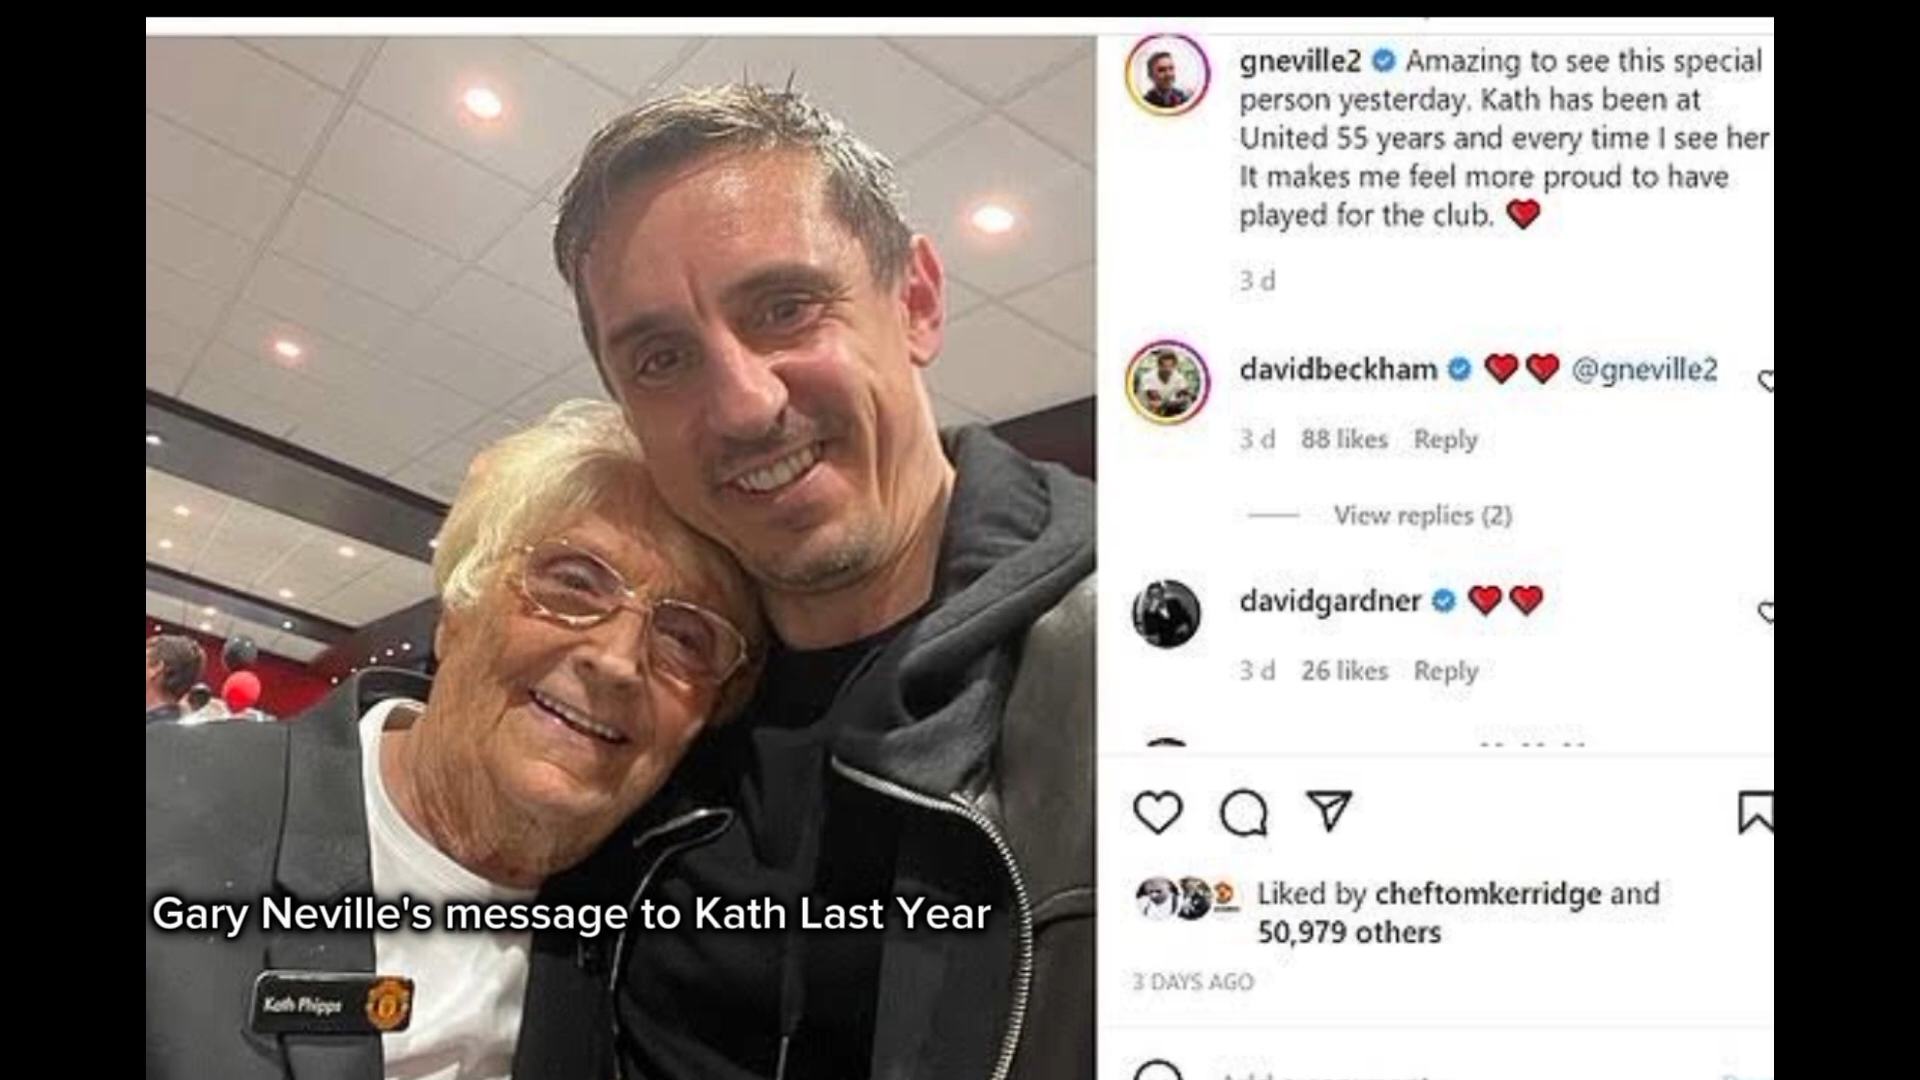 gneville2 Amazing to see this special
person yesterday. Kath has been at
United 55 years and every time I see her
It makes me feel more proud to have
played for the club. ❤️
3 d
davidbeckham ❤️❤️ @gneville2
3 d 88 likes Reply
View replies (2)
davidgardner ❤️❤️
3 d 26 likes Reply
Gary Neville's message to Kath Last Year
Kath Phipps
Liked by cheftomkerridge and
50,979 others
3 DAYS AGO